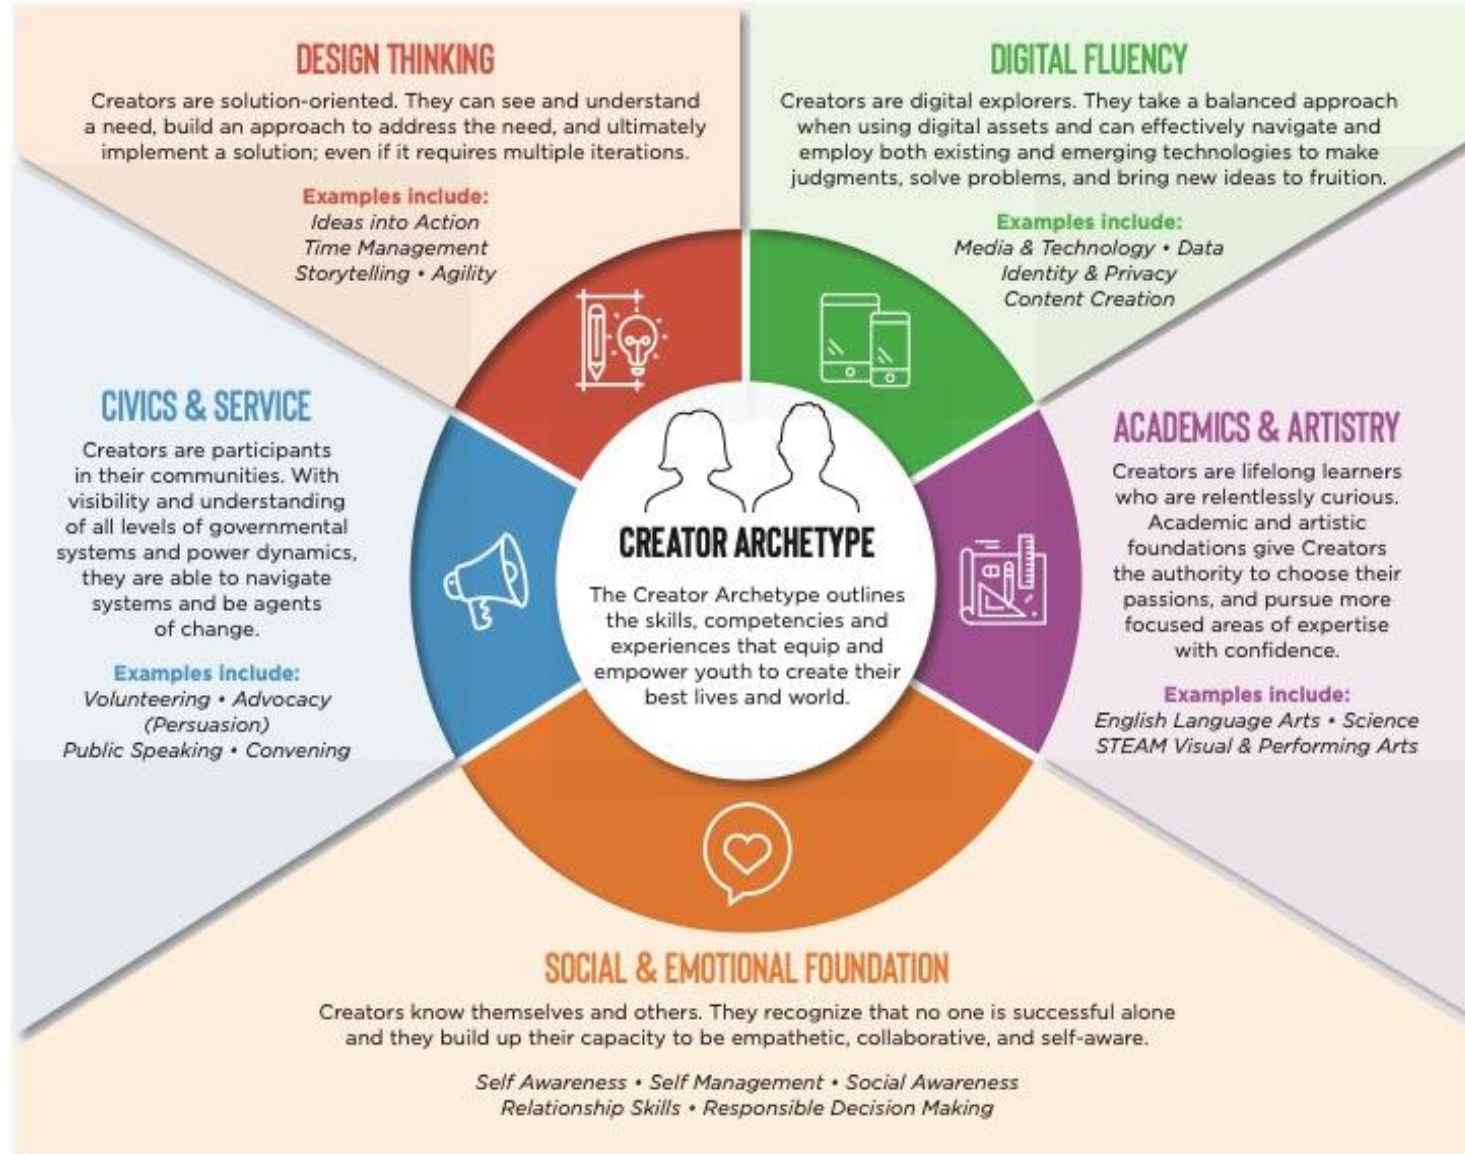 DESIGN THINKING
Creators are solution-oriented. They can see and understand
a need, build an approach to address the need, and ultimately
implement a solution; even if it requires multiple iterations.
Examples include:
Ideas into Action
Time Management
Storytelling • Agility
DIGITAL FLUENCY
Creators are digital explorers. They take a balanced approach
when using digital assets and can effectively navigate and
employ both existing and emerging technologies to make
judgments, solve problems, and bring new ideas to fruition.
Examples include:
Media & Technology • Data
Identity & Privacy
Content Creation
CIVICS & SERVICE
Creators are participants
in their communities. With
visibility and understanding
of all levels of governmental
systems and power dynamics,
they are able to navigate
systems and be agents
of change.
Examples include:
Volunteering • Advocacy
(Persuasion)
Public Speaking • Convening
CREATOR ARCHETYPE
The Creator Archetype outlines
the skills, competencies and
experiences that equip and
empower youth to create their
best lives and world.
ACADEMICS & ARTISTRY
Creators are lifelong learners
who are relentlessly curious.
Academic and artistic
foundations give Creators
the authority to choose their
passions, and pursue more
focused areas of expertise
with confidence.
Examples include:
English Language Arts • Science
STEAM Visual & Performing Arts
SOCIAL & EMOTIONAL FOUNDATION
Creators know themselves and others. They recognize that no one is successful alone
and they build up their capacity to be empathetic, collaborative, and self-aware.
Self Awareness • Self Management • Social Awareness
Relationship Skills • Responsible Decision Making